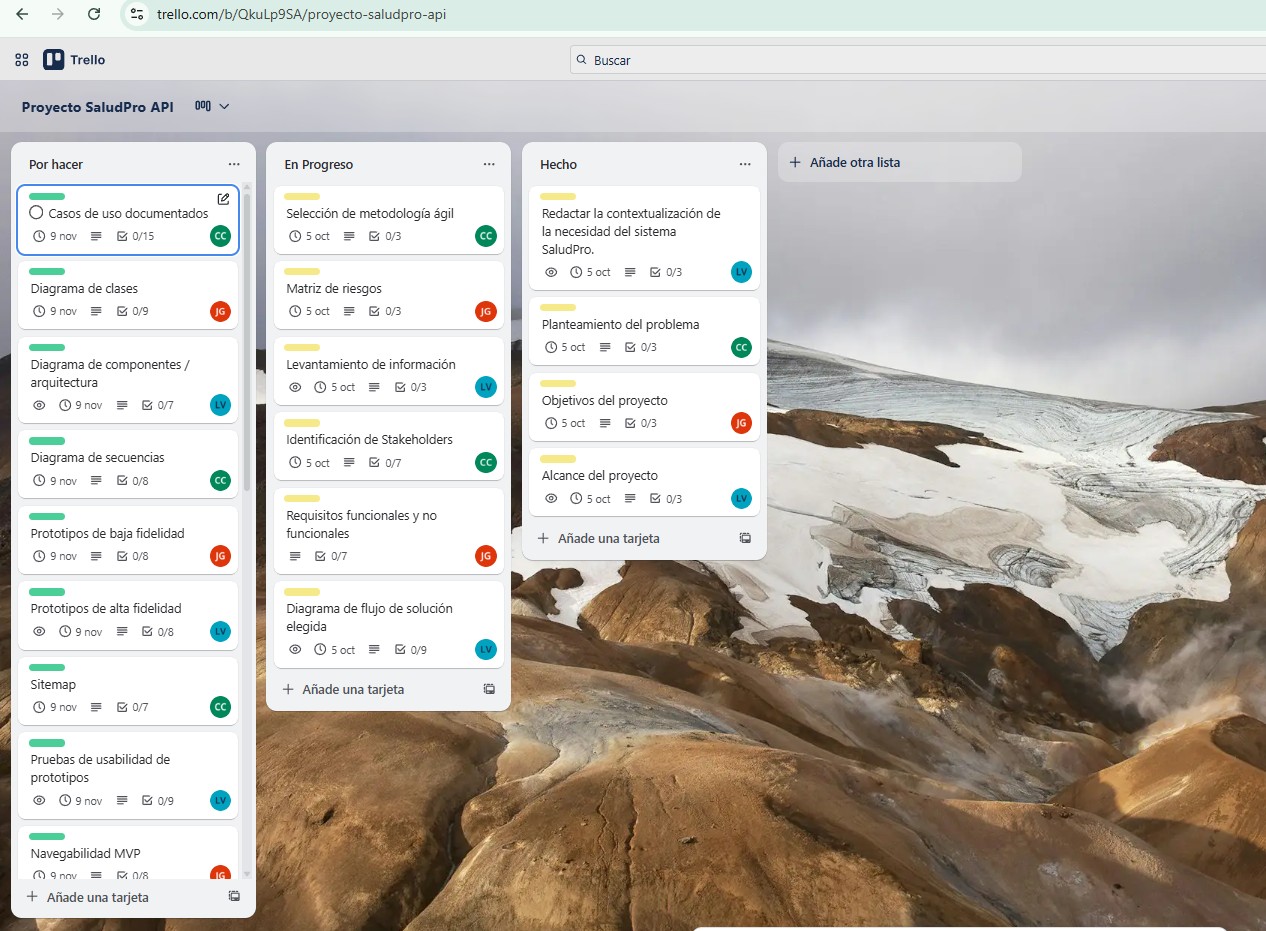 trello.com/b/QkuLp9SA/proyecto-saludpro-api
Trello
Buscar
Proyecto SaludPro API
Por hacer
Casos de uso documentados
9 nov 0/15 CC
Diagrama de clases
9 nov 0/9 JG
Diagrama de componentes /
arquitectura
9 nov 0/7 LV
Diagrama de secuencias
9 nov 0/8 CC
Prototipos de baja fidelidad
9 nov 0/8 JG
Prototipos de alta fidelidad
9 nov 0/8 LV
Sitemap
9 nov 0/7 CC
Pruebas de usabilidad de
prototipos
9 nov 0/9 LV
Navegabilidad MVP
9 nov 0/8 JG
Añade una tarjeta
En Progreso
Selección de metodología ágil
5 oct 0/3 CC
Matriz de riesgos
5 oct 0/3 JG
Levantamiento de información
5 oct 0/3 LV
Identificación de Stakeholders
5 oct 0/7 CC
Requisitos funcionales y no
funcionales
0/7 JG
Diagrama de flujo de solución
elegida
5 oct 0/9 LV
Añade una tarjeta
Hecho
Redactar la contextualización de
la necesidad del sistema
SaludPro.
5 oct 0/3 LV
Planteamiento del problema
5 oct 0/3 CC
Objetivos del proyecto
5 oct 0/3 JG
Alcance del proyecto
5 oct 0/3 LV
Añade una tarjeta
Añade otra lista